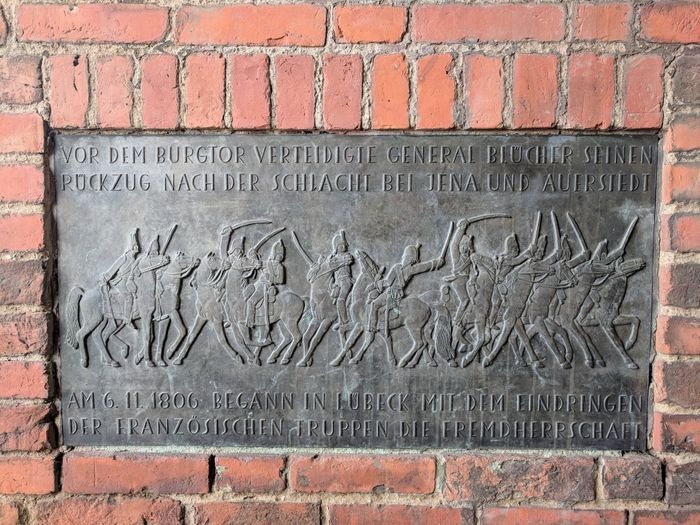 VOR DEM BURGTOR VERTEIDIGTE GENERAL BLÜCHER SEINEN
RÜCKZUG NACH DER SCHLACHT BEI JENA UND AUERSTEDT
AM 6. 11. 1806 BEGANN IN LÜBECK MIT DEM EINDRINGEN
DER FRANZÖSISCHEN TRUPPEN DIE FREMDHERRSCHAFT